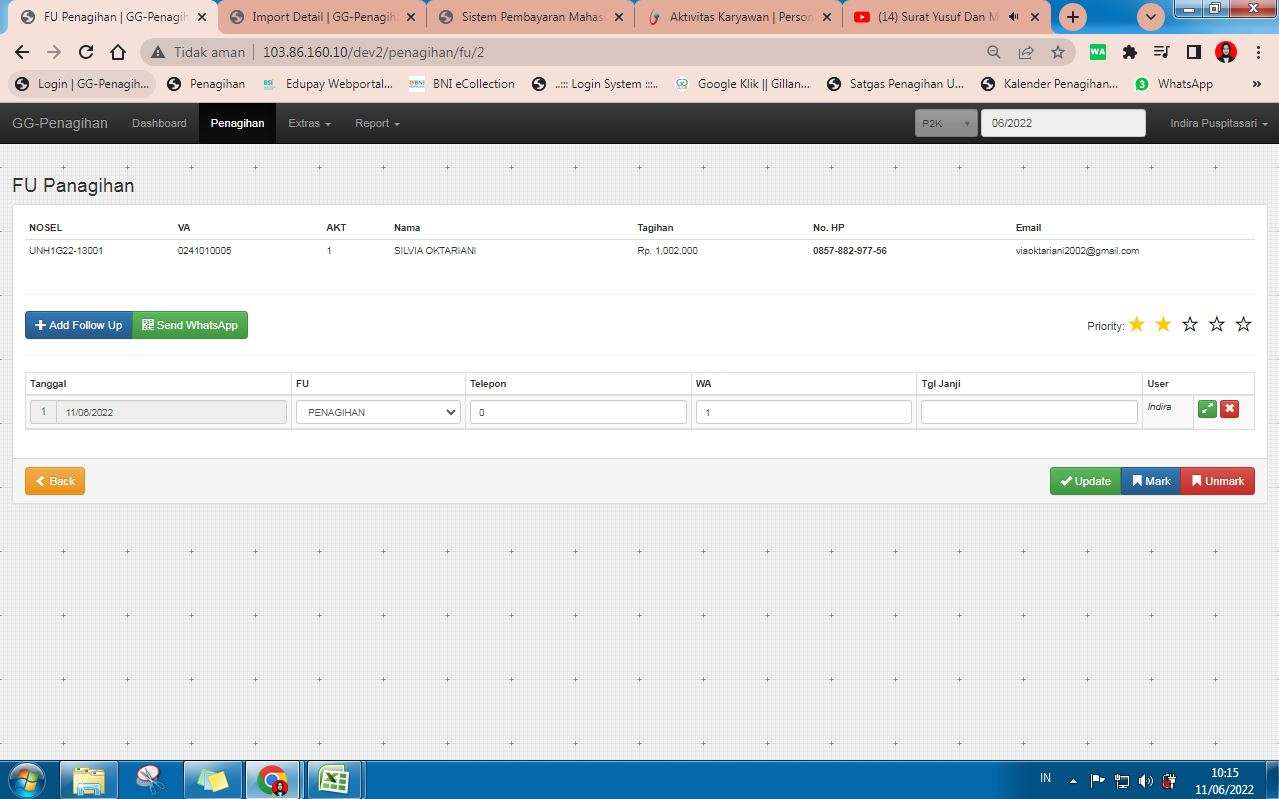 FU Penagihan | GG-Penagih
Import Detail | GG-Penagih
Sistem Pembayaran Mahas
Aktivitas Karyawan | Person
(14) Surat Yusuf Dan M
Tidak aman | 103.86.160.10/dev2/penagihan/fu/2
WA
Login | GG-Penagih...
Penagihan
BSI
Edupay Webportal...
BNI eCollection
..::: Login System :::..
Google Klik || Gillan...
Satgas Penagihan U...
Kalender Penagihan...
3
WhatsApp
»
GG-Penagihan Dashboard Penagihan Extras Report P2K 06/2022 Indira Puspitasari
FU Panagihan
NOSEL VA AKT Nama Tagihan No. HP Email
UNH1G22-13001 0241010005 1 SILVIA OKTARIANI Rp. 1,002,000 0857-882-977-56 viaoktariani2002@gmail.com
Add Follow Up Send WhatsApp Priority:
Tanggal FU Telepon WA Tgl Janji User
1 11/06/2022 PENAGIHAN 0 1 Indira
Back Update Mark Unmark
IN
10:15
11/06/2022